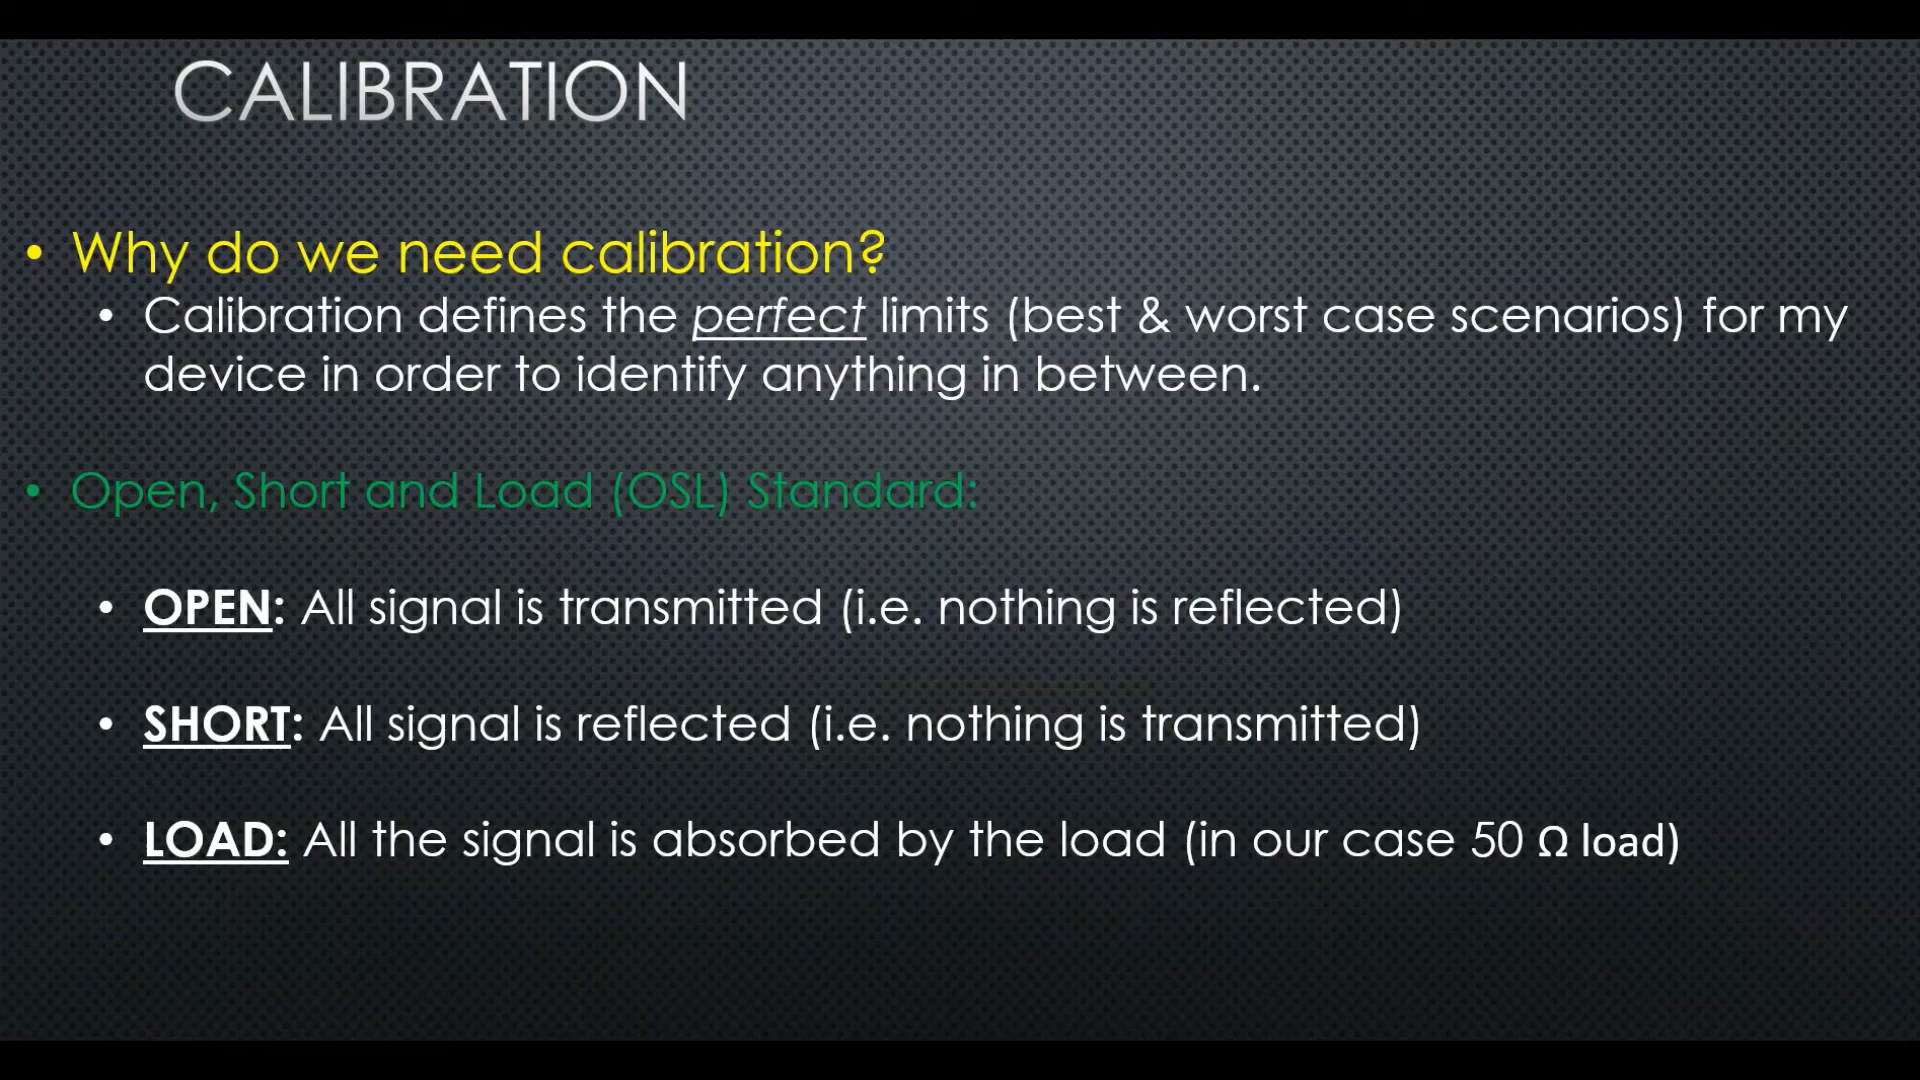 CALIBRATION
• Why do we need calibration?
• Calibration defines the perfect limits (best & worst case scenarios) for my
device in order to identify anything in between.
• Open, Short and Load (OSL) Standard:
• OPEN: All signal is transmitted (i.e. nothing is reflected)
• SHORT: All signal is reflected (i.e. nothing is transmitted)
• LOAD: All the signal is absorbed by the load (in our case 50 Ω load)